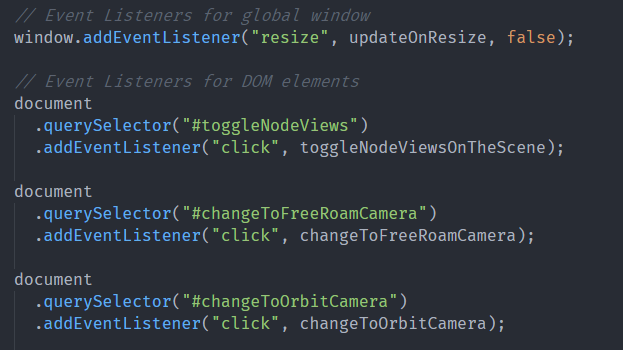 // Event Listeners for global window
window.addEventListener("resize", updateOnResize, false);
// Event Listeners for DOM elements
document
.querySelector("#toggleNodeViews")
.addEventListener("click", toggleNodeViewsOnTheScene);
document
.querySelector("#changeToFreeRoamCamera")
.addEventListener("click", changeToFreeRoamCamera);
document
.querySelector("#changeToOrbitCamera")
.addEventListener("click", changeToOrbitCamera);